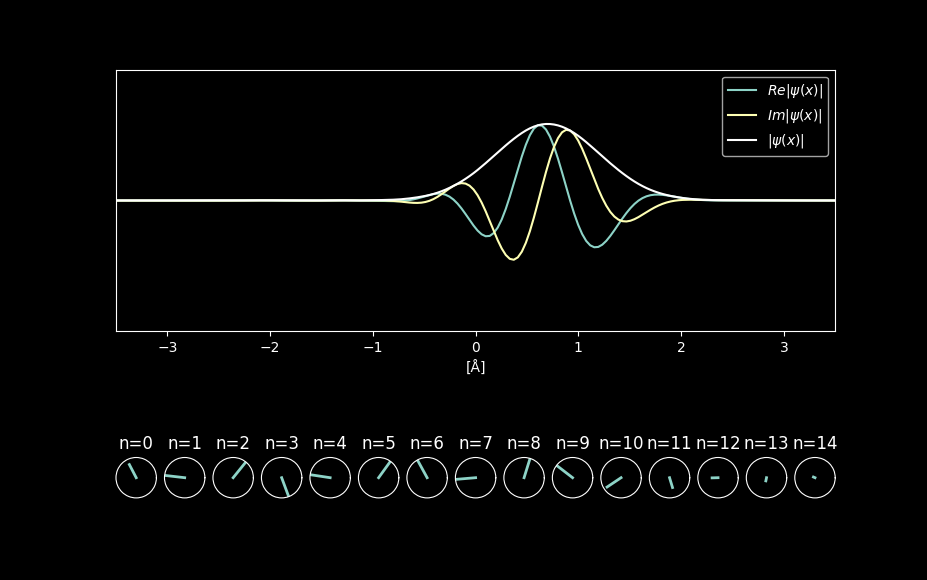 Re|ψ(x)|
Im|ψ(x)|
|ψ(x)|
−3 −2 −1 0 1 2 3
[Å]
n=0 n=1 n=2 n=3 n=4 n=5 n=6 n=7 n=8 n=9 n=10 n=11 n=12 n=13 n=14